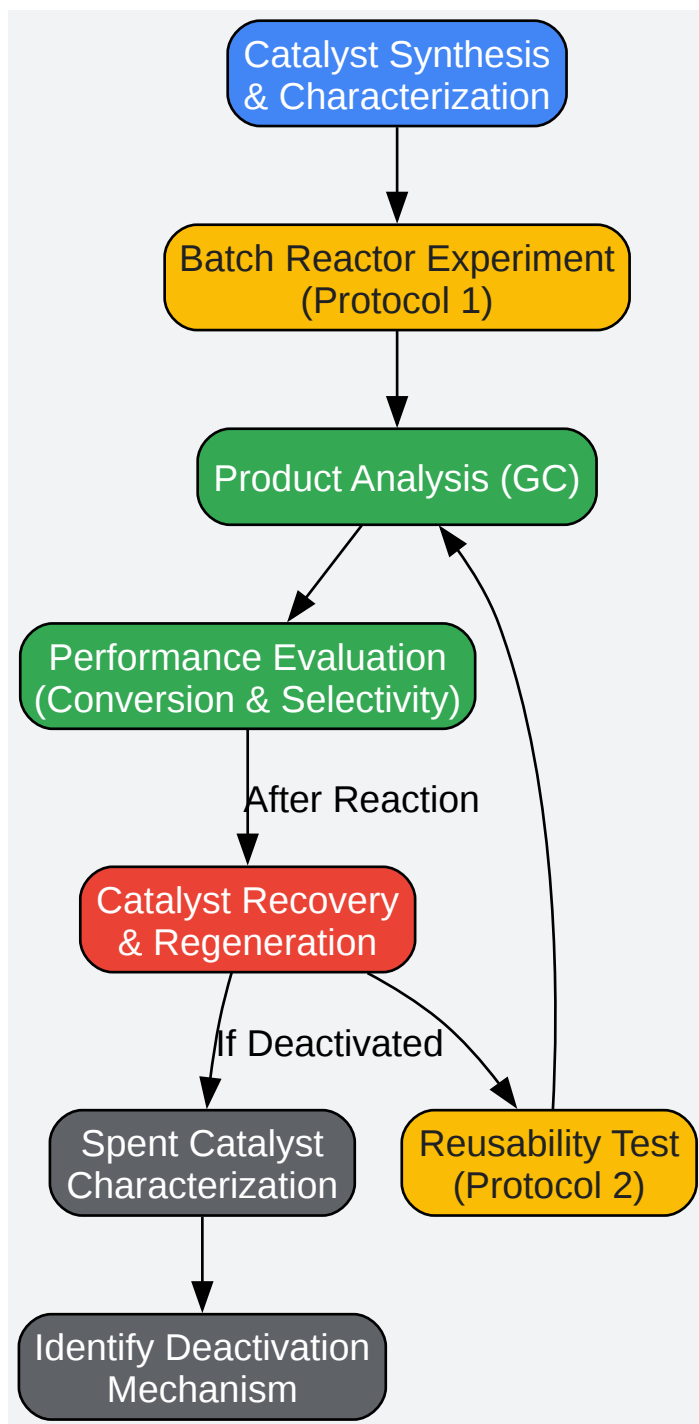 Catalyst Synthesis
& Characterization
Batch Reactor Experiment
(Protocol 1)
Product Analysis (GC)
Performance Evaluation
(Conversion & Selectivity)
After Reaction
Catalyst Recovery
& Regeneration
If Deactivated
Spent Catalyst
Characterization
Reusability Test
(Protocol 2)
Identify Deactivation
Mechanism